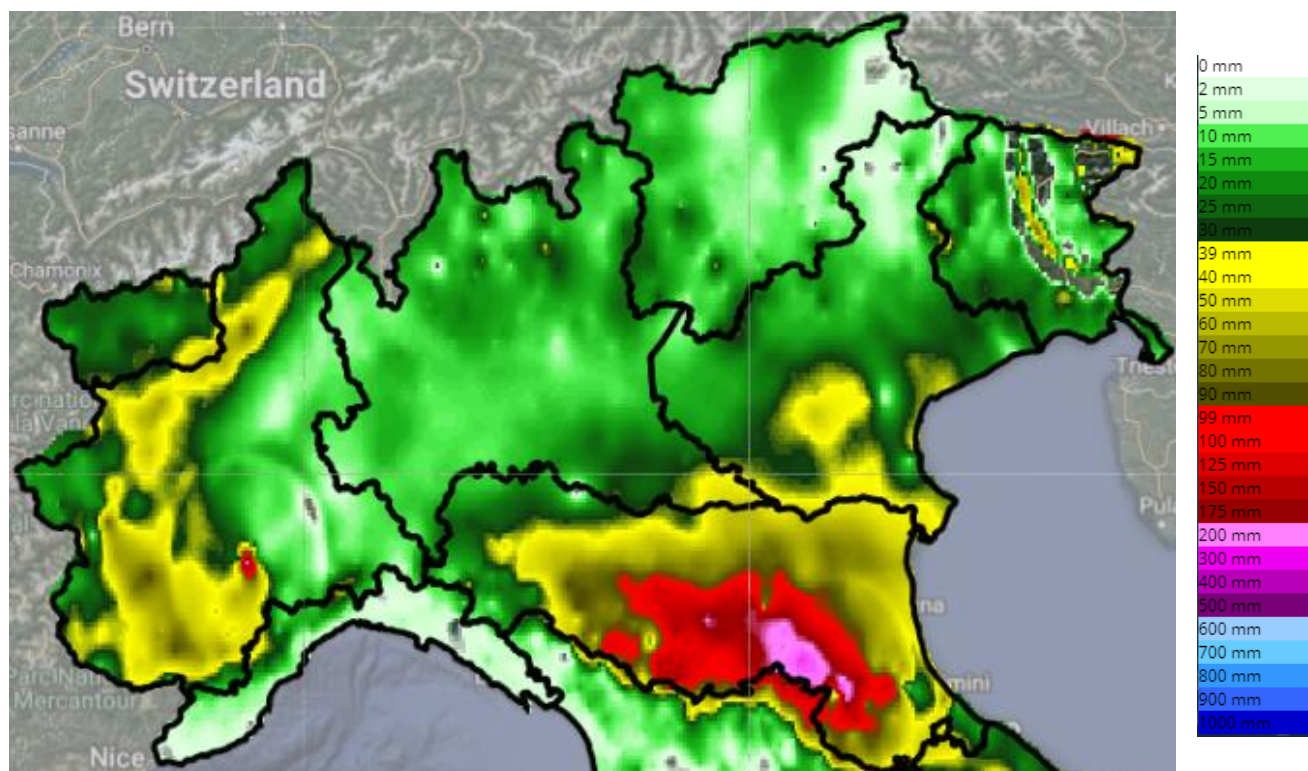 Bern
Switzerland
sanne
Chamonix
Villach
Trieste
Pula
Nice
Mercantour
mini
na
0 mm
2 mm
5 mm
10 mm
15 mm
20 mm
25 mm
30 mm
39 mm
40 mm
50 mm
60 mm
70 mm
80 mm
90 mm
99 mm
100 mm
125 mm
150 mm
175 mm
200 mm
300 mm
400 mm
500 mm
600 mm
700 mm
800 mm
900 mm
1000 mm